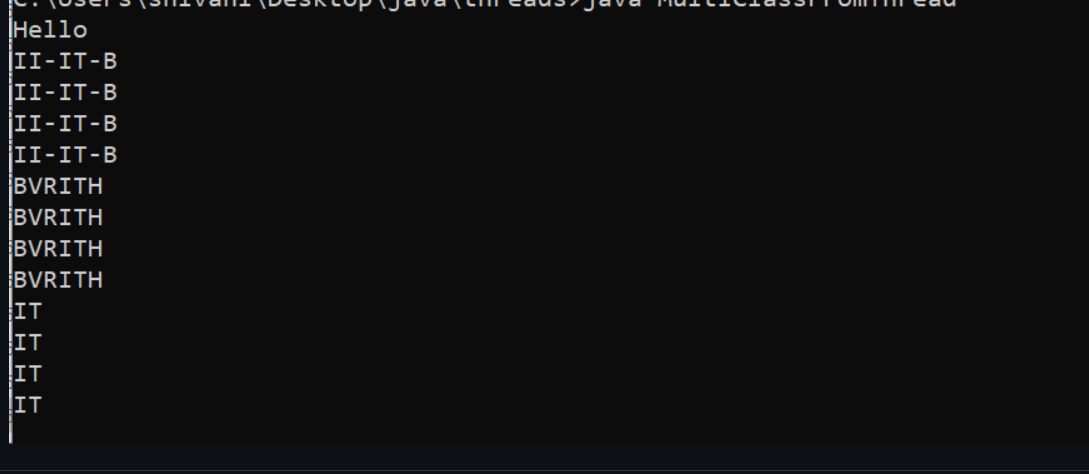 C:\Users\shivani\Desktop\java\threads>java MultiClassFromThread
Hello
II-IT-B
II-IT-B
II-IT-B
II-IT-B
BVRITH
BVRITH
BVRITH
BVRITH
IT
IT
IT
IT